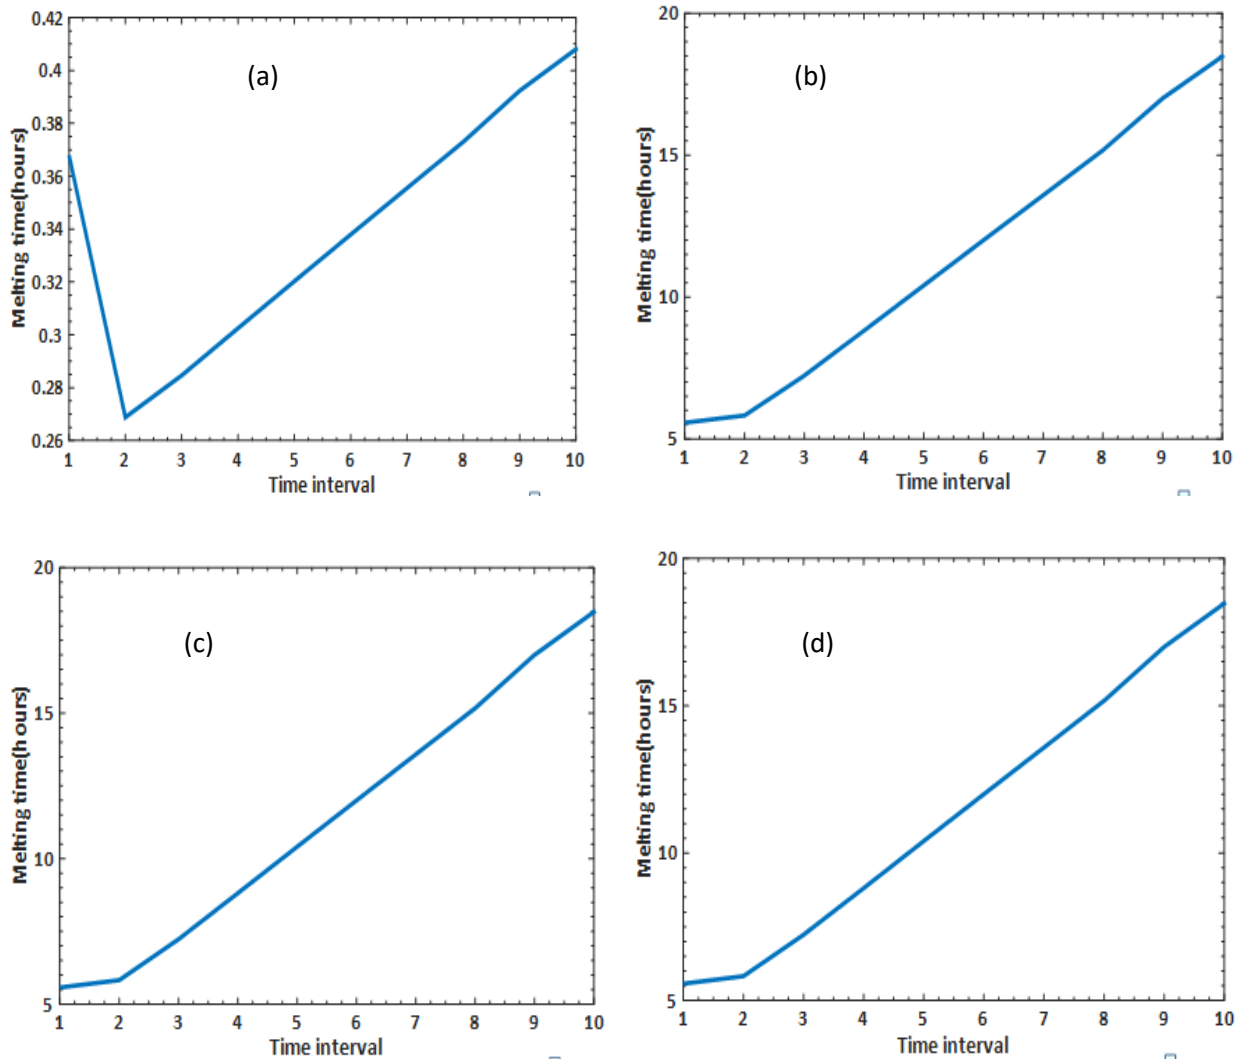 0.42
0.4
0.38
0.36
0.34
0.32
0.3
0.28
0.26
Melting time(hours)
(a)
1 2 3 4 5 6 7 8 9 10
Time interval
20
15
10
5
Melting time(hours)
(b)
1 2 3 4 5 6 7 8 9 10
Time interval
20
15
10
5
Melting time(hours)
(c)
1 2 3 4 5 6 7 8 9 10
Time interval
20
15
10
5
Melting time(hours)
(d)
1 2 3 4 5 6 7 8 9 10
Time interval